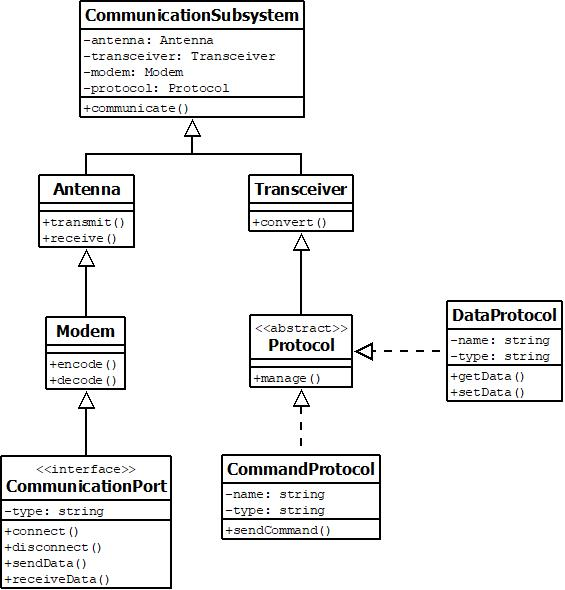 CommunicationSubsystem
-antenna: Antenna
-transceiver: Transceiver
-modem: Modem
-protocol: Protocol
+communicate()
Antenna
+transmit()
+receive()
Transceiver
+convert()
Modem
+encode()
+decode()
<<abstract>>
Protocol
+manage()
DataProtocol
-name: string
-type: string
+getData()
+setData()
<<interface>>
CommunicationPort
-type: string
+connect()
+disconnect()
+sendData()
+receiveData()
CommandProtocol
-name: string
-type: string
+sendCommand()